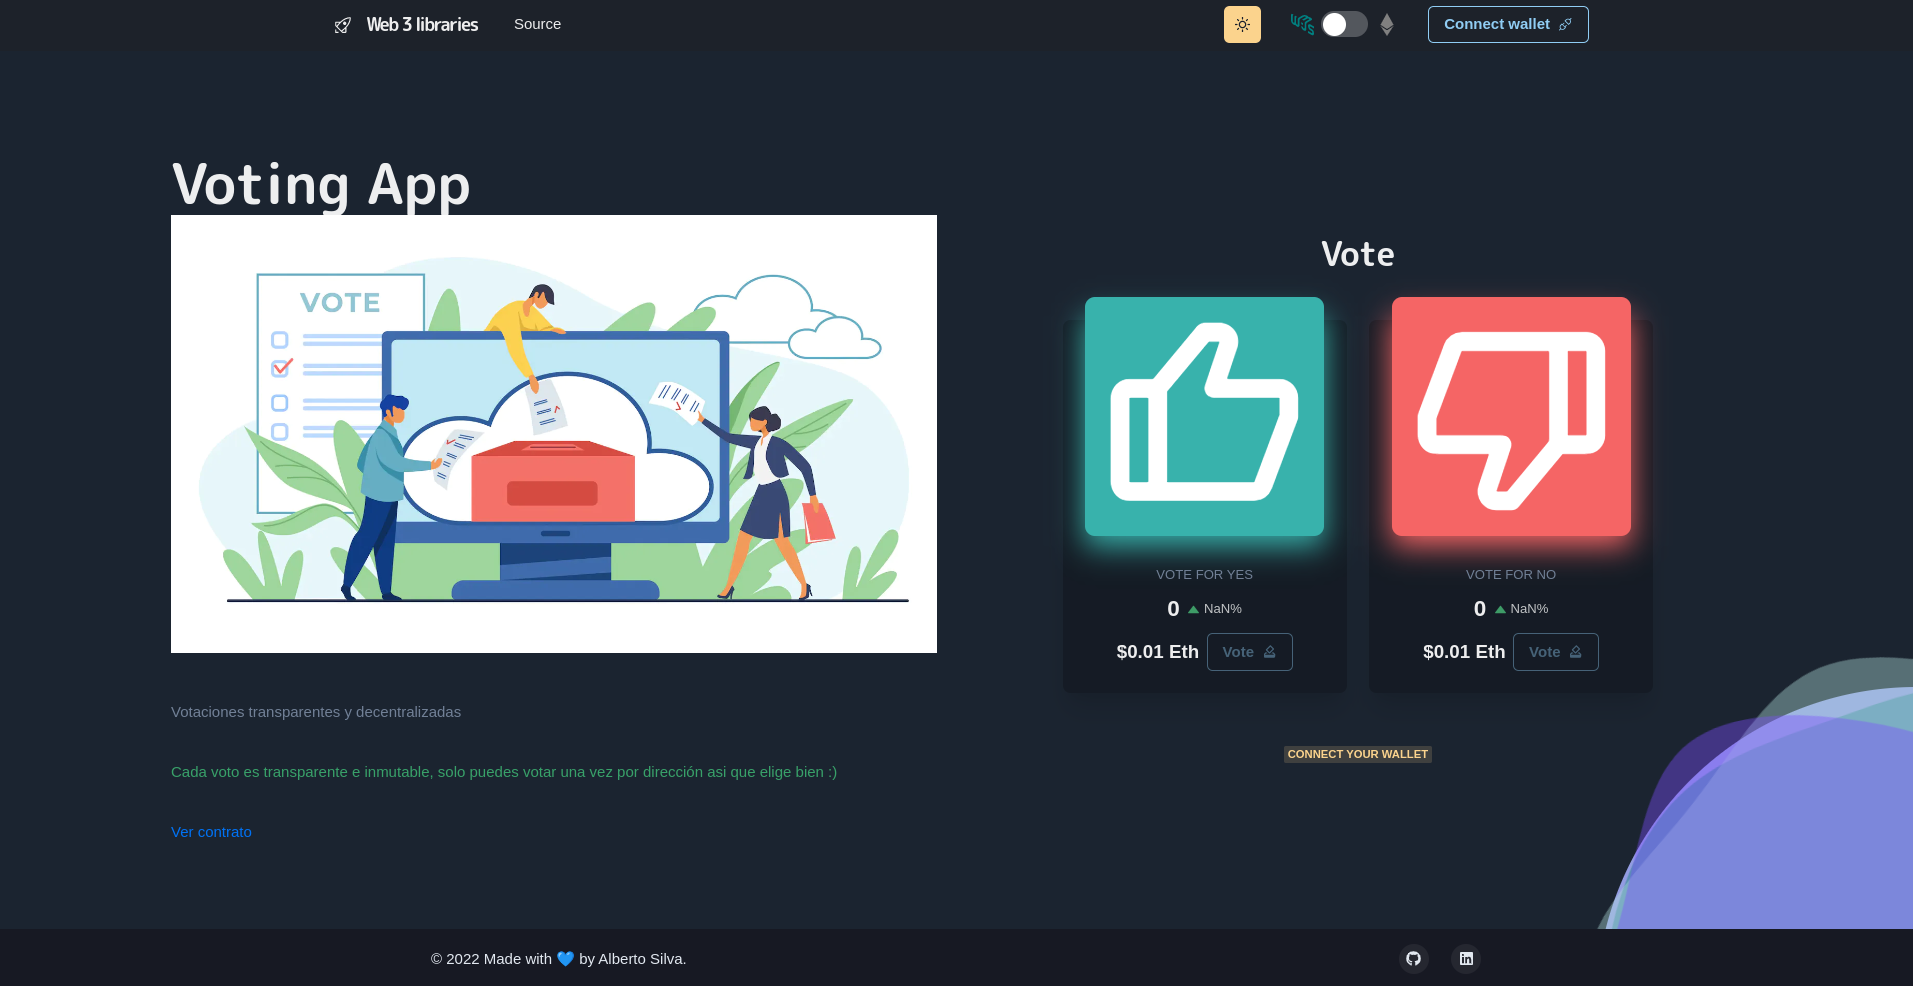 Web 3 libraries
Source
Connect wallet
Voting App
VOTE
Vote
VOTE FOR YES
0 NaN%
$0.01 Eth Vote
VOTE FOR NO
0 NaN%
$0.01 Eth Vote
CONNECT YOUR WALLET
Votaciones transparentes y decentralizadas
Cada voto es transparente e inmutable, solo puedes votar una vez por dirección asi que elige bien :)
Ver contrato
© 2022 Made with 💙 by Alberto Silva.